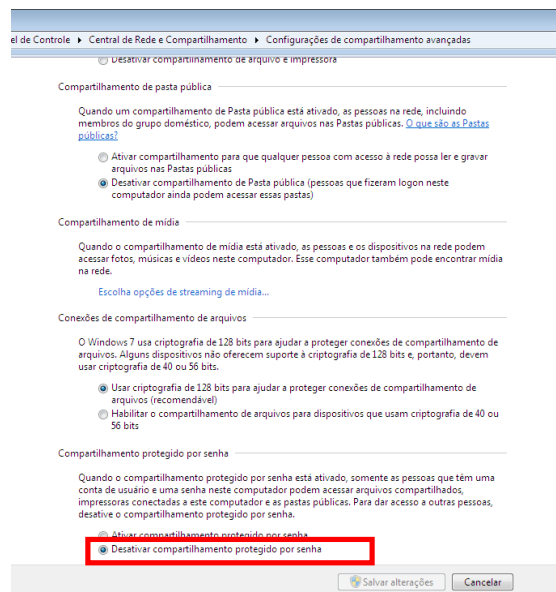 el de Controle ▸ Central de Rede e Compartilhamento ▸ Configurações de compartilhamento avançadas
Desativar compartilhamento de arquivo e impressora
Compartilhamento de pasta pública
Quando um compartilhamento de Pasta pública está ativado, as pessoas na rede, incluindo
membros do grupo doméstico, podem acessar arquivos nas Pastas públicas. O que são as Pastas
públicas?
Ativar compartilhamento para que qualquer pessoa com acesso à rede possa ler e gravar
arquivos nas Pastas públicas
Desativar compartilhamento de Pasta pública (pessoas que fizeram logon neste
computador ainda podem acessar essas pastas)
Compartilhamento de mídia
Quando o compartilhamento de mídia está ativado, as pessoas e os dispositivos na rede podem
acessar fotos, músicas e vídeos neste computador. Esse computador também pode encontrar mídia
na rede.
Escolha opções de streaming de mídia...
Conexões de compartilhamento de arquivos
O Windows 7 usa criptografia de 128 bits para ajudar a proteger conexões de compartilhamento de
arquivos. Alguns dispositivos não oferecem suporte à criptografia de 128 bits e, portanto, devem
usar criptografia de 40 ou 56 bits.
Usar criptografia de 128 bits para ajudar a proteger conexões de compartilhamento de
arquivos (recomendável)
Habilitar o compartilhamento de arquivos para dispositivos que usam criptografia de 40 ou
56 bits
Compartilhamento protegido por senha
Quando o compartilhamento protegido por senha está ativado, somente as pessoas que têm uma
conta de usuário e uma senha neste computador podem acessar arquivos compartilhados,
impressoras conectadas a este computador e as pastas públicas. Para dar acesso a outras pessoas,
desative o compartilhamento protegido por senha.
Ativar compartilhamento protegido por senha
Desativar compartilhamento protegido por senha
Salvar alterações
Cancelar